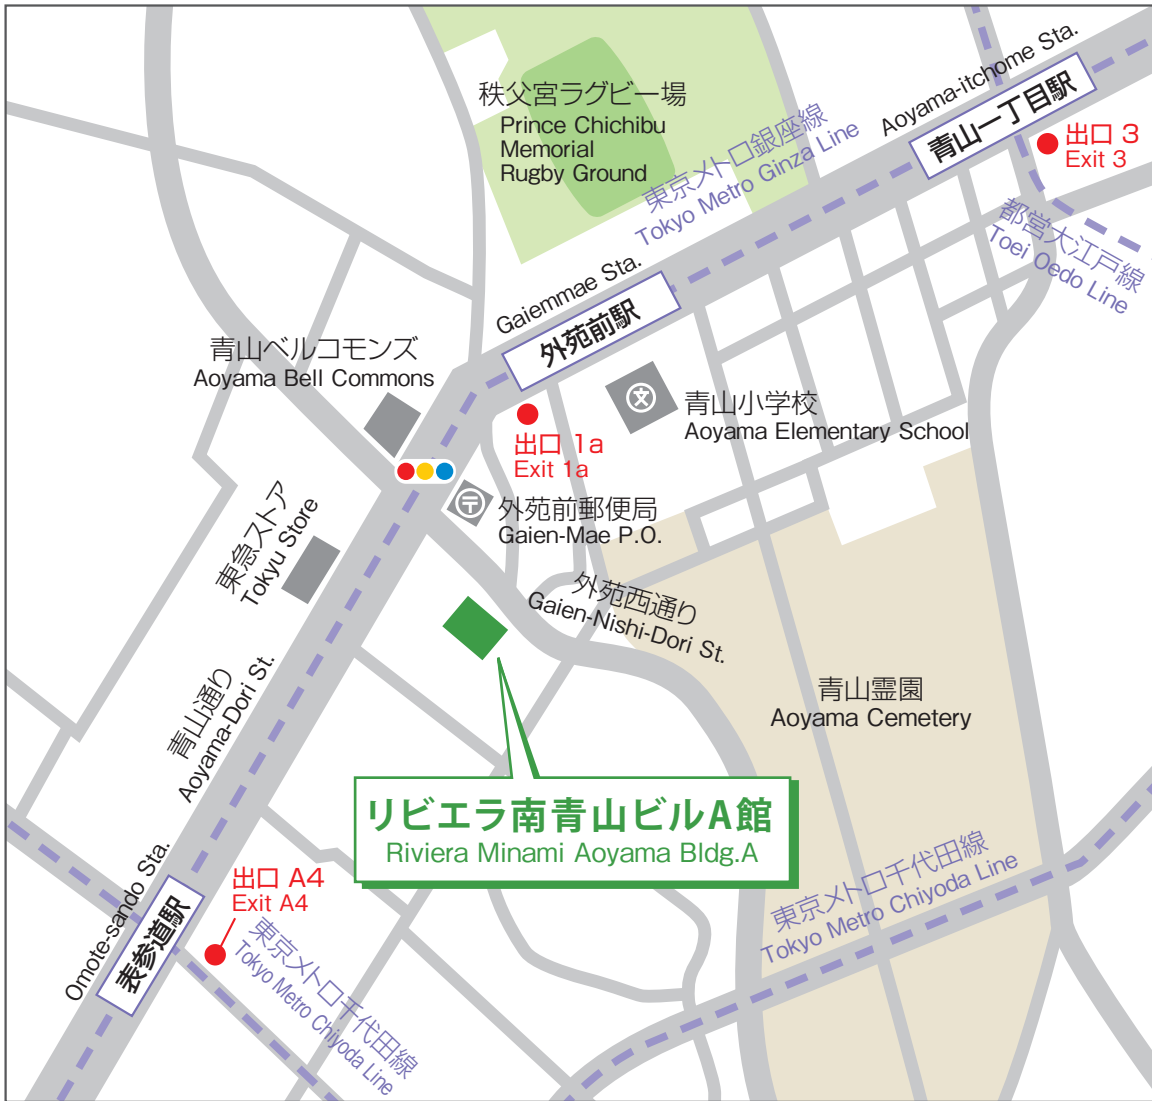 秩父宮ラグビー場
Prince Chichibu
Memorial
Rugby Ground
東京メトロ銀座線
Tokyo Metro Ginza Line
Aoyama-itchome Sta.
青山一丁目駅
出口 3
Exit 3
都営大江戸線
Toei Oedo Line
Gaiemmae Sta.
外苑前駅
青山ベルコモンズ
Aoyama Bell Commons
出口 1a
Exit 1a
文
青山小学校
Aoyama Elementary School
〒
外苑前郵便局
Gaien-Mae P.O.
東急ストア
Tokyu Store
外苑西通り
Gaien-Nishi-Dori St.
青山通り
Aoyama-Dori St.
青山霊園
Aoyama Cemetery
リビエラ南青山ビルA館
Riviera Minami Aoyama Bldg.A
Omote-sando Sta.
表参道駅
出口 A4
Exit A4
東京メトロ千代田線
Tokyo Metro Chiyoda Line
東京メトロ千代田線
Tokyo Metro Chiyoda Line